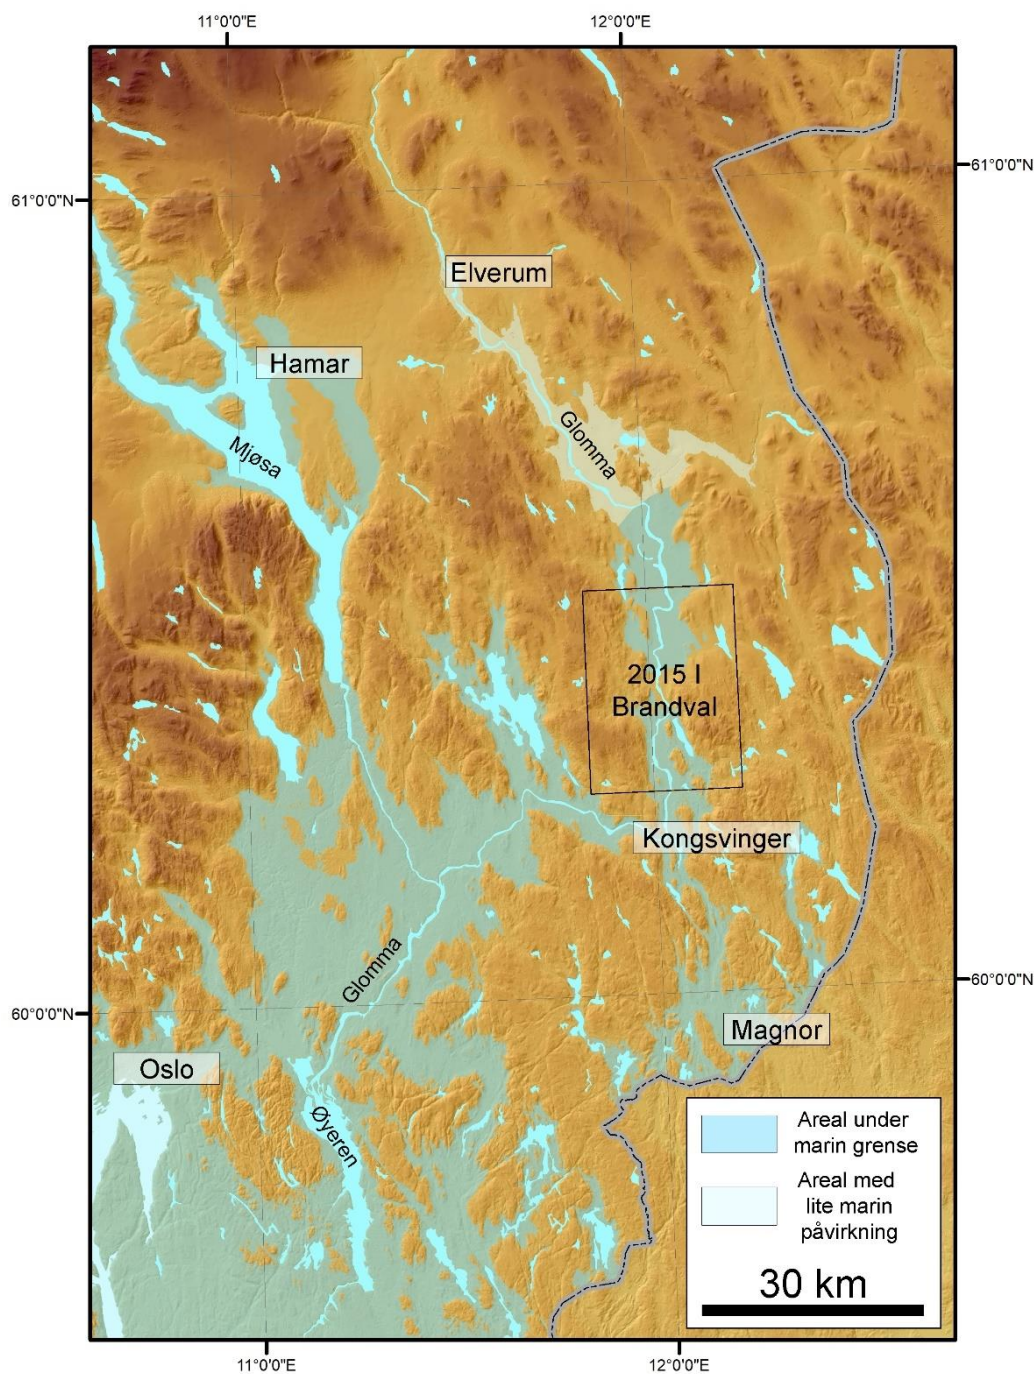 11°0'0"E
12°0'0"E
61°0'0"N
61°0'0"N
Elverum
Hamar
Glomma
Mjøsa
2015 I
Brandval
Kongsvinger
Glomma
60°0'0"N
60°0'0"N
Magnor
Oslo
Øyeren
Areal under
marin grense
Areal med
lite marin
påvirkning
30 km
11°0'0"E
12°0'0"E